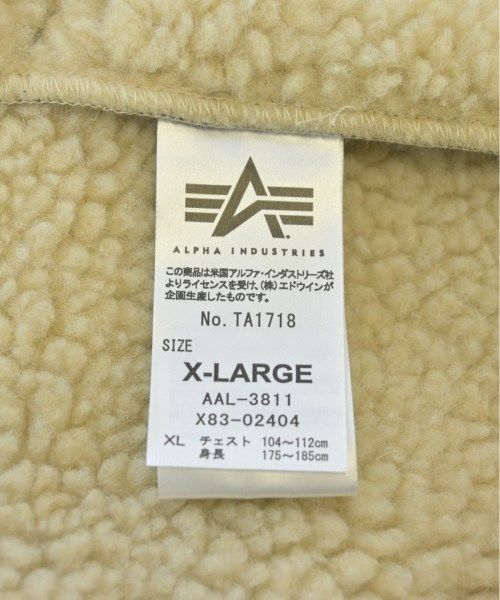 ALPHA INDUSTRIES
この商品は米国アルファ・インダストリーズ社
よりライセンスを受け、(株)エドウインが
企画生産したものです。
No. TA1718
SIZE
X-LARGE
AAL-3811
X83-02404
XL チェスト 104〜112cm
身長 175〜185cm